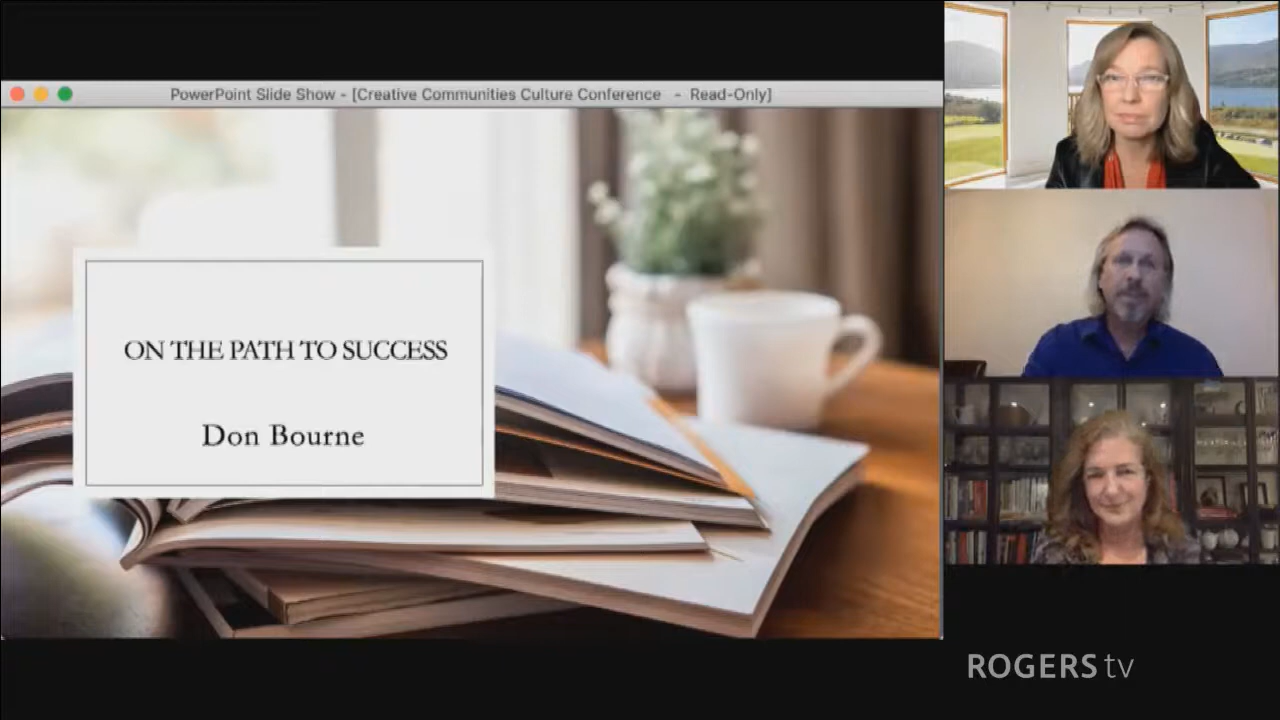 PowerPoint Slide Show - [Creative Communities Culture Conference - Read-Only]
ON THE PATH TO SUCCESS
Don Bourne
ROGERS tv